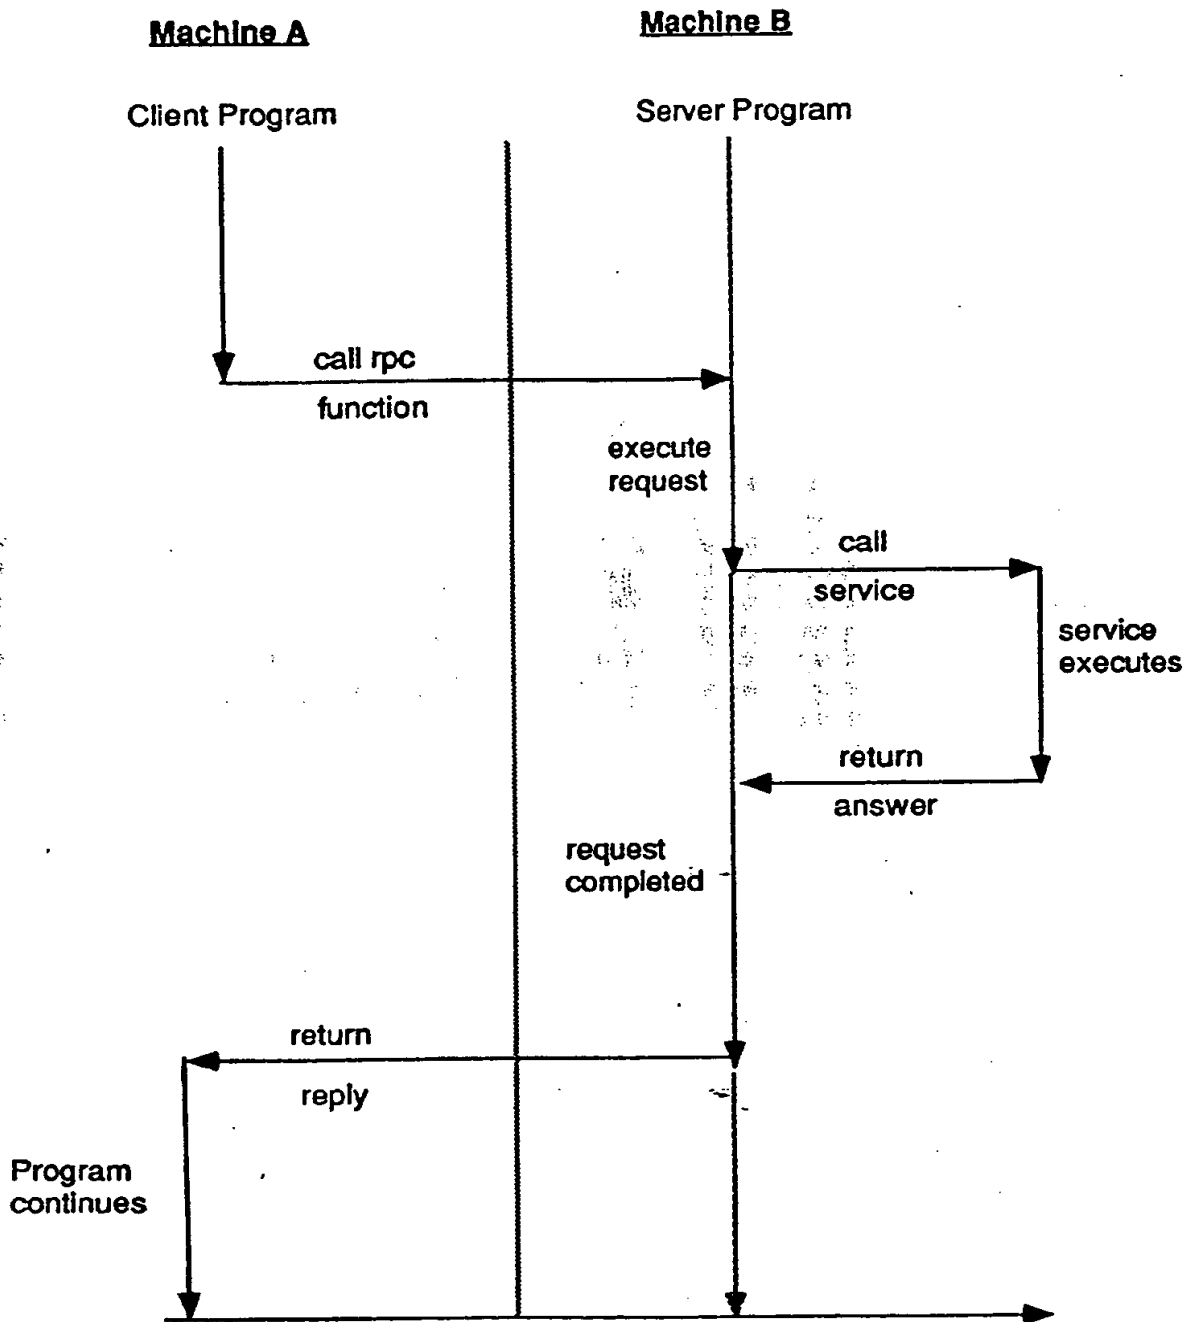 Machine A
Machine B
Client Program
Server Program
call rpc
function
execute
request
call
service
service
executes
return
answer
request
completed
return
reply
Program
continues